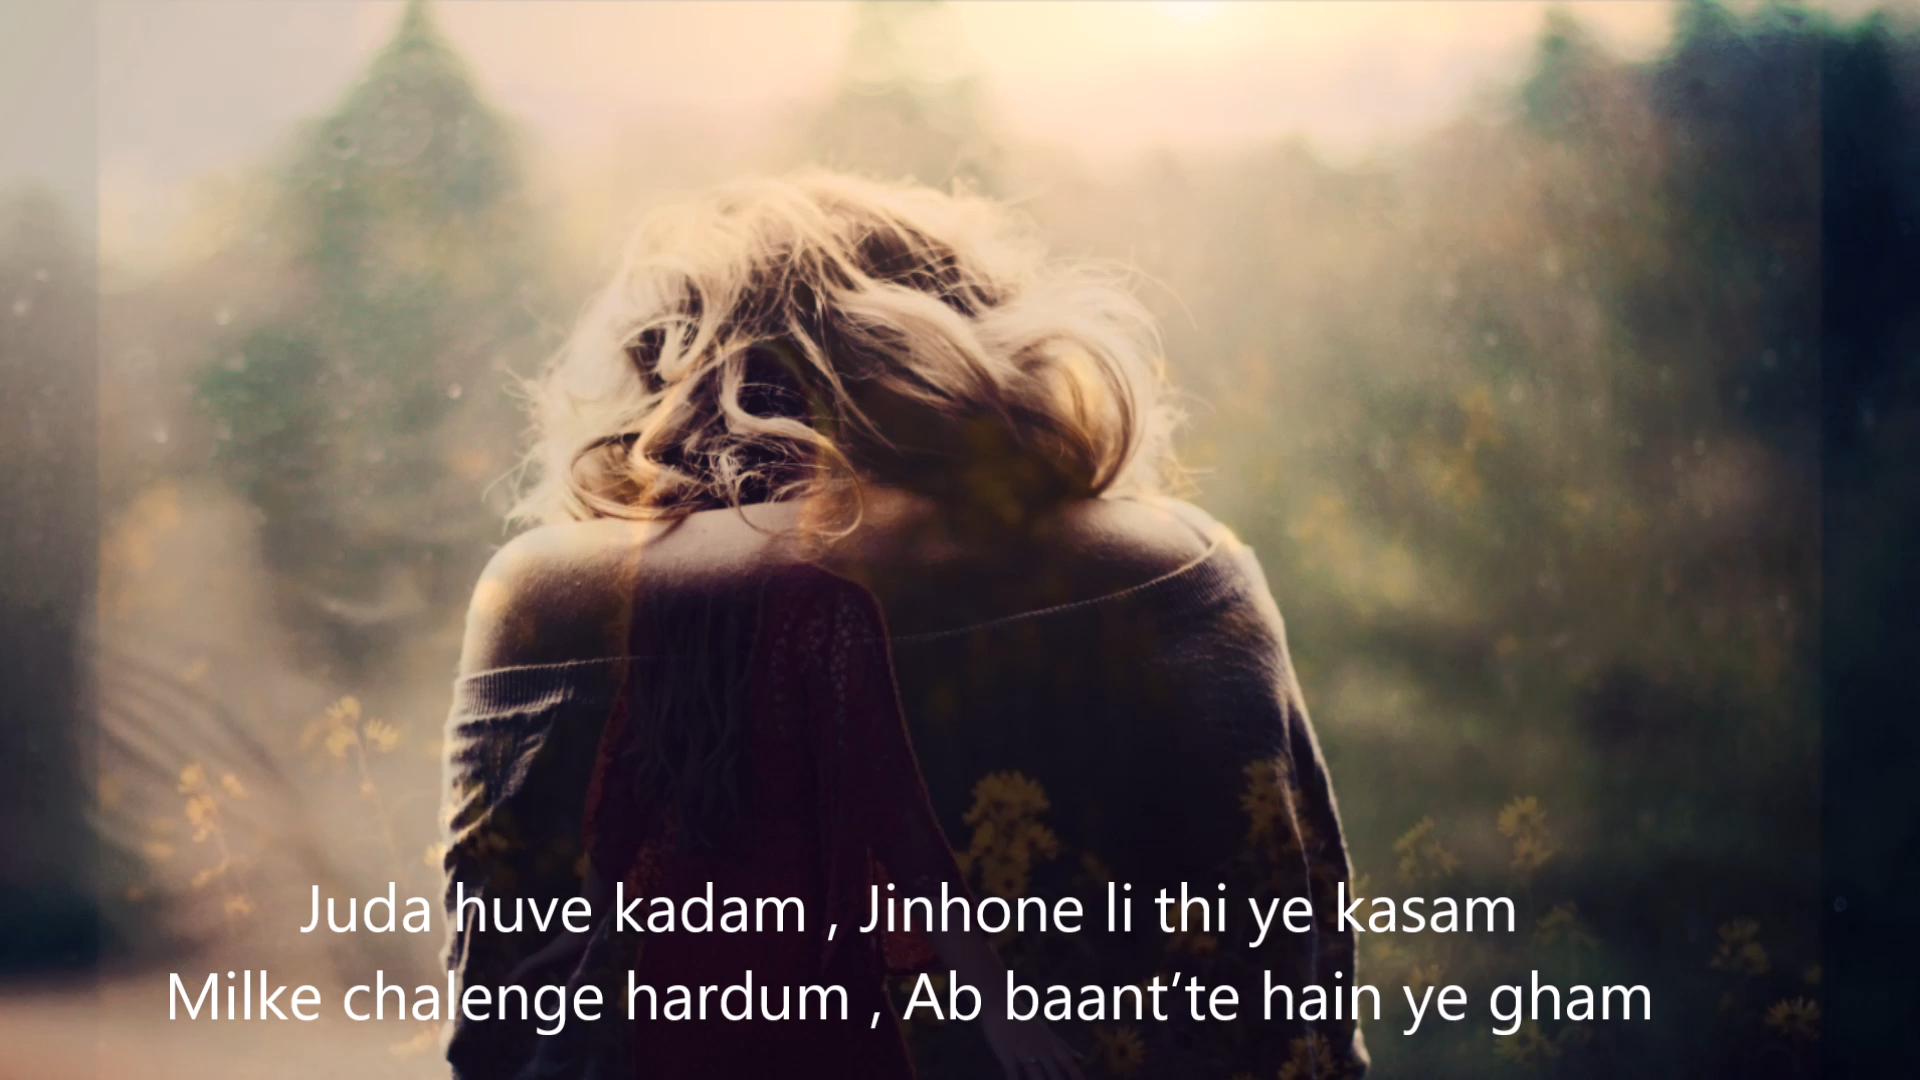 Juda huve kadam , Jinhone li thi ye kasam
Milke chalenge hardum , Ab baant’te hain ye gham